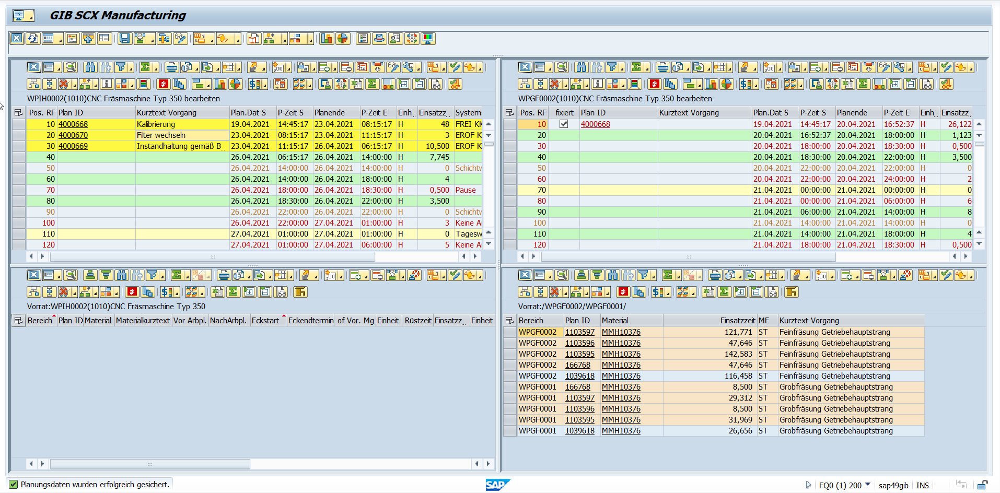 GIB SCX Manufacturing
WPIH0002(1010)CNC Fräsmaschine Typ 350 bearbeiten
Pos. RF Plan ID Kurztext Vorgang Plan.Dat S P-Zeit S Planende P-Zeit E Einh... Einsatzz... System
10 4000668 Kalibrierung 19.04.2021 14:45:17 23.04.2021 08:15:17 H 48 FREI KK
20 4000670 Filter wechseln 23.04.2021 08:15:17 23.04.2021 11:15:17 H 3 EROF K
30 4000669 Instandhaltung gemäß B... 23.04.2021 11:15:17 26.04.2021 06:15:17 H 10,500 EROF K
40 26.04.2021 06:15:17 26.04.2021 14:00:00 H 7,745
50 26.04.2021 14:00:00 26.04.2021 14:00:00 H 0 Schichtw
60 26.04.2021 14:00:00 26.04.2021 18:00:00 H 4
70 26.04.2021 18:00:00 26.04.2021 18:30:00 H 0,500 Pause
80 26.04.2021 18:30:00 26.04.2021 22:00:00 H 3,500
90 26.04.2021 22:00:00 26.04.2021 22:00:00 H 0 Schichtw
100 26.04.2021 22:00:00 27.04.2021 01:00:00 H 3 Keine A
110 27.04.2021 01:00:00 27.04.2021 01:00:00 H 0 Tagesw
120 27.04.2021 01:00:00 27.04.2021 06:00:00 H 5 Keine A
WPGF0002(1010)CNC Fräsmaschine Typ 350 bearbeiten
Pos. RF fixiert Plan ID Kurztext Vorgang Plan.Dat S P-Zeit S Planende P-Zeit E Einh... Einsatzz...
10 4000668 19.04.2021 14:45:17 20.04.2021 16:52:37 H 26,122
20 20.04.2021 16:52:37 20.04.2021 18:00:00 H 1,123
30 20.04.2021 18:00:00 20.04.2021 18:30:00 H 0,500
40 20.04.2021 18:30:00 20.04.2021 22:00:00 H 3,500
50 20.04.2021 22:00:00 20.04.2021 22:00:00 H 0
60 20.04.2021 22:00:00 20.04.2021 24:00:00 H 2
70 21.04.2021 00:00:00 21.04.2021 00:00:00 H 0
80 21.04.2021 00:00:00 21.04.2021 06:00:00 H 6
90 21.04.2021 06:00:00 21.04.2021 14:00:00 H 8
100 21.04.2021 14:00:00 21.04.2021 14:00:00 H 0
110 21.04.2021 14:00:00 21.04.2021 18:00:00 H 4
120 21.04.2021 18:00:00 21.04.2021 18:30:00 H 0,500
Vorrat:WPIH0002(1010)CNC Fräsmaschine Typ 350
Bereich Plan ID Material Materialkurztext Vor Arbpl. NachArbpl. Eckstart Eckendtermin of Vor. Mg Einheit Rüstzeit Einsatzz... Einheit
Vorrat:/WPGF0002/WPGF0001/
Bereich Plan ID Material Einsatzzeit ME Kurztext Vorgang
WPGF0002 1103597 MMH10376 121,771 ST Feinfräsung Getriebehauptstrang
WPGF0002 1103596 MMH10376 47,646 ST Feinfräsung Getriebehauptstrang
WPGF0002 1103595 MMH10376 142,583 ST Feinfräsung Getriebehauptstrang
WPGF0002 166768 MMH10376 47,646 ST Feinfräsung Getriebehauptstrang
WPGF0002 1039618 MMH10376 116,458 ST Feinfräsung Getriebehauptstrang
WPGF0001 166768 MMH10376 8,500 ST Grobfräsung Getriebehauptstrang
WPGF0001 1103597 MMH10376 29,312 ST Grobfräsung Getriebehauptstrang
WPGF0001 1103596 MMH10376 8,500 ST Grobfräsung Getriebehauptstrang
WPGF0001 1103595 MMH10376 31,969 ST Grobfräsung Getriebehauptstrang
WPGF0001 1039618 MMH10376 26,656 ST Grobfräsung Getriebehauptstrang
Planungsdaten wurden erfolgreich gesichert.
SAP
FQ0 (1) 200 sap49gib INS